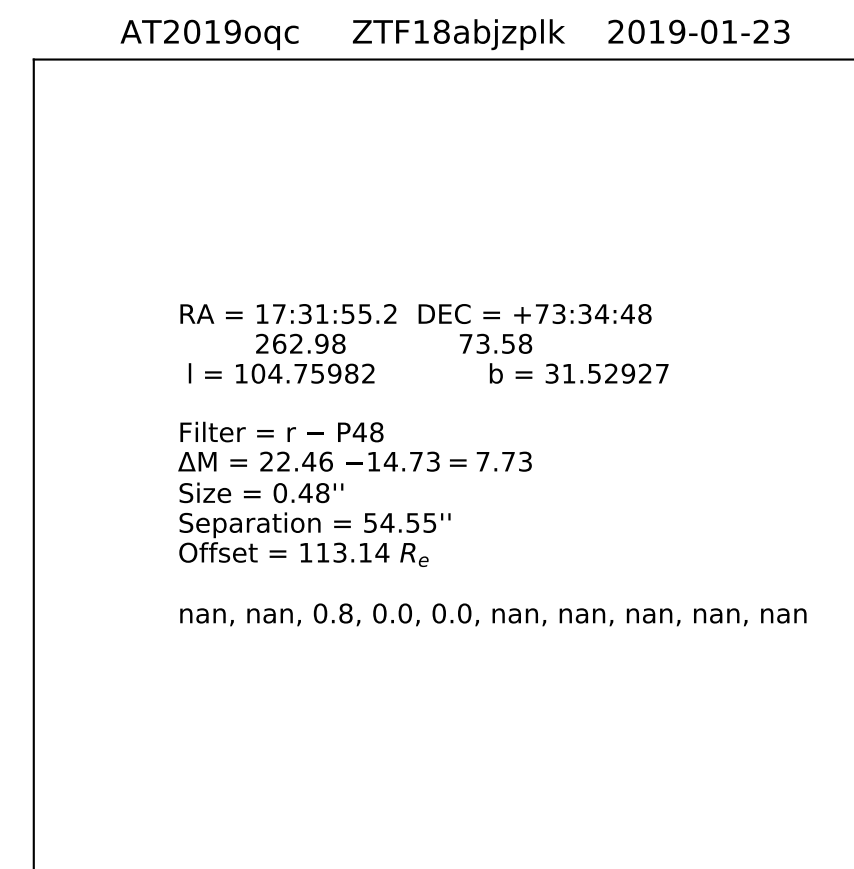 AT2019oqc ZTF18abjzplk 2019-01-23
RA = 17:31:55.2 DEC = +73:34:48
262.98 73.58
l = 104.75982 b = 31.52927
Filter = r − P48
ΔM = 22.46 −14.73 = 7.73
Size = 0.48''
Separation = 54.55''
Offset = 113.14 Re
nan, nan, 0.8, 0.0, 0.0, nan, nan, nan, nan, nan